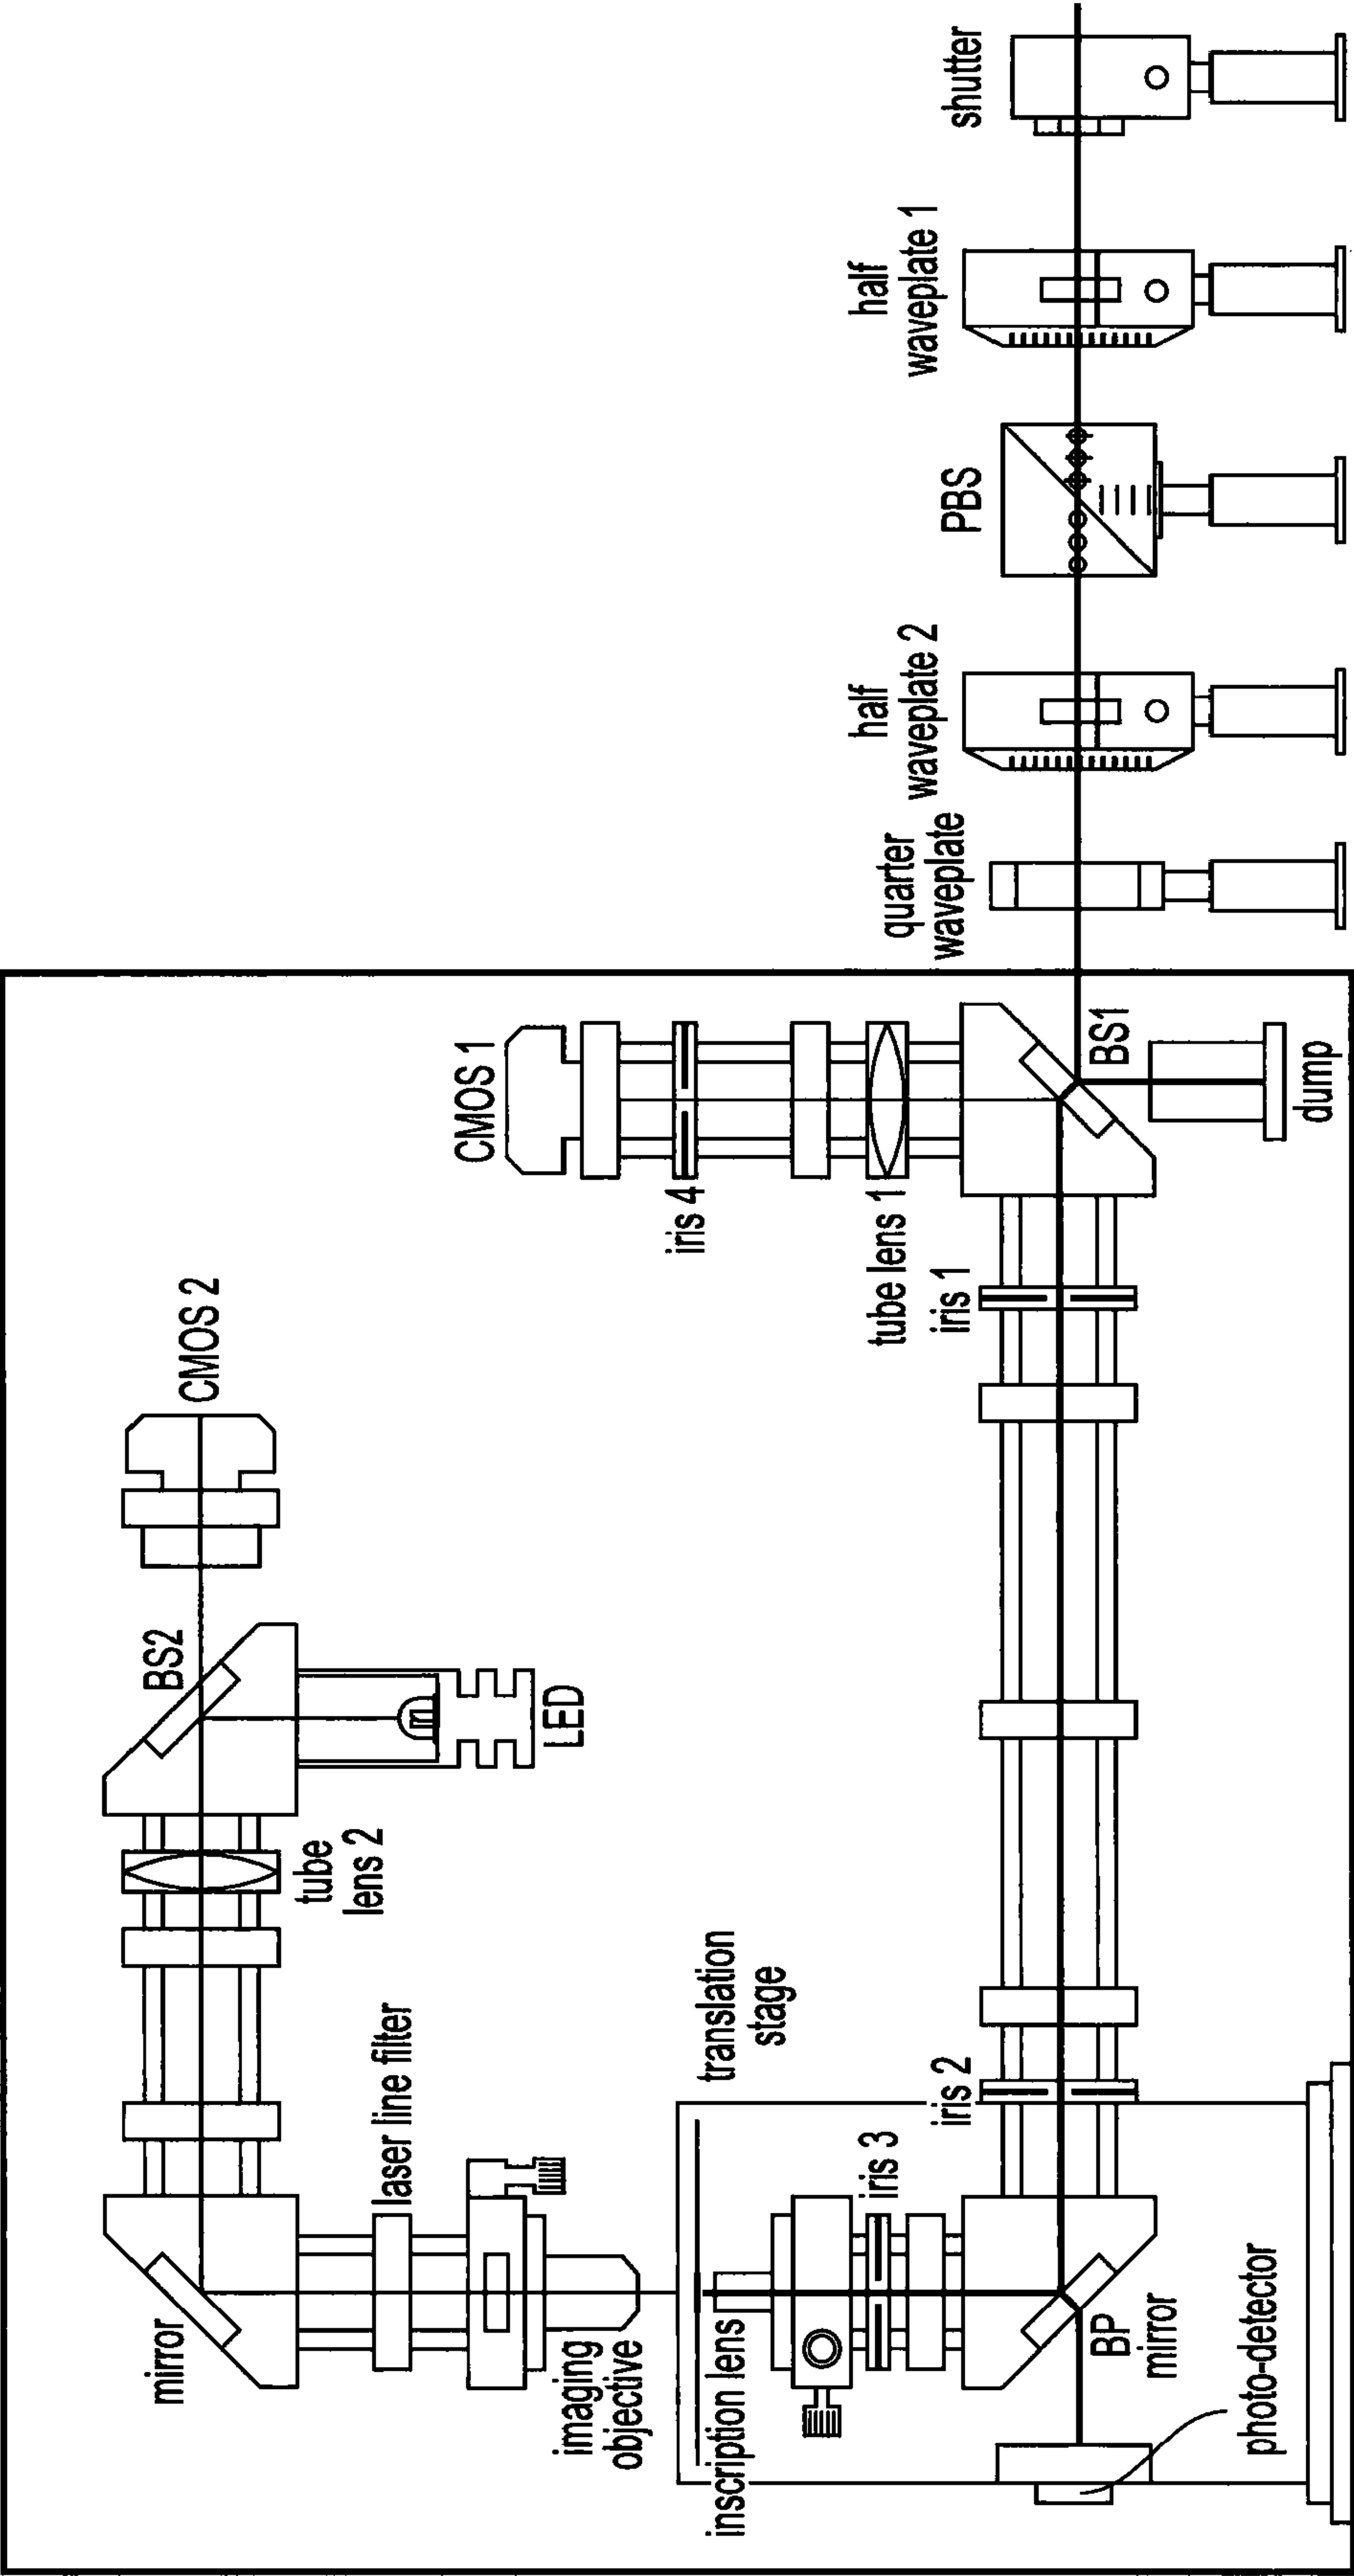 shutter
half
waveplate 1
PBS
half
waveplate 2
quarter
waveplate
CMOS 1
iris 4
tube lens 1
iris 1
BS1
dump
CMOS 2
BS2
LED
tube
lens 2
laser line filter
mirror
imaging
objective
translation
stage
iris 2
iris 3
inscription lens
BP
mirror
photo-detector